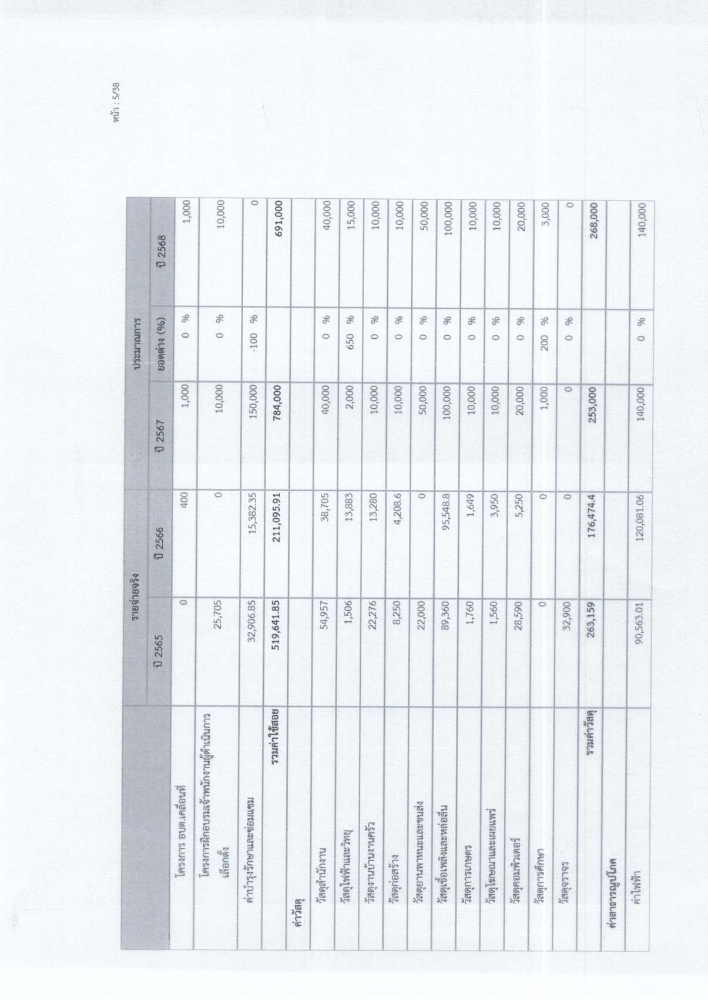 หน้า : 5/38
รายจ่ายจริง ประมาณการ
ปี 2565 ปี 2566 ปี 2567 ยอดต่าง (%) ปี 2568
โครงการ อบต.เคลื่อนที่ 0 400 1,000 0 % 1,000
โครงการฝึกอบรมเจ้าพนักงานผู้ดำเนินการ 25,705 0 10,000 0 % 10,000
เลือกตั้ง
ค่าบำรุงรักษาและซ่อมแซม 32,906.85 15,382.35 150,000 -100 % 0
รวมค่าใช้สอย 519,641.85 211,095.91 784,000 691,000
ค่าวัสดุ
วัสดุสำนักงาน 54,957 38,705 40,000 0 % 40,000
วัสดุไฟฟ้าและวิทยุ 1,506 13,883 2,000 650 % 15,000
วัสดุงานบ้านงานครัว 22,276 13,280 10,000 0 % 10,000
วัสดุก่อสร้าง 8,250 4,208.6 10,000 0 % 10,000
วัสดุยานพาหนะและขนส่ง 22,000 0 50,000 0 % 50,000
วัสดุเชื้อเพลิงและหล่อลื่น 89,360 95,548.8 100,000 0 % 100,000
วัสดุการเกษตร 1,760 1,649 10,000 0 % 10,000
วัสดุโฆษณาและเผยแพร่ 1,560 3,950 10,000 0 % 10,000
วัสดุคอมพิวเตอร์ 28,590 5,250 20,000 0 % 20,000
วัสดุการศึกษา 0 0 1,000 200 % 3,000
วัสดุจราจร 32,900 0 0 0 % 0
รวมค่าวัสดุ 263,159 176,474.4 253,000 268,000
ค่าสาธารณูปโภค
ค่าไฟฟ้า 90,563.01 120,081.06 140,000 0 % 140,000